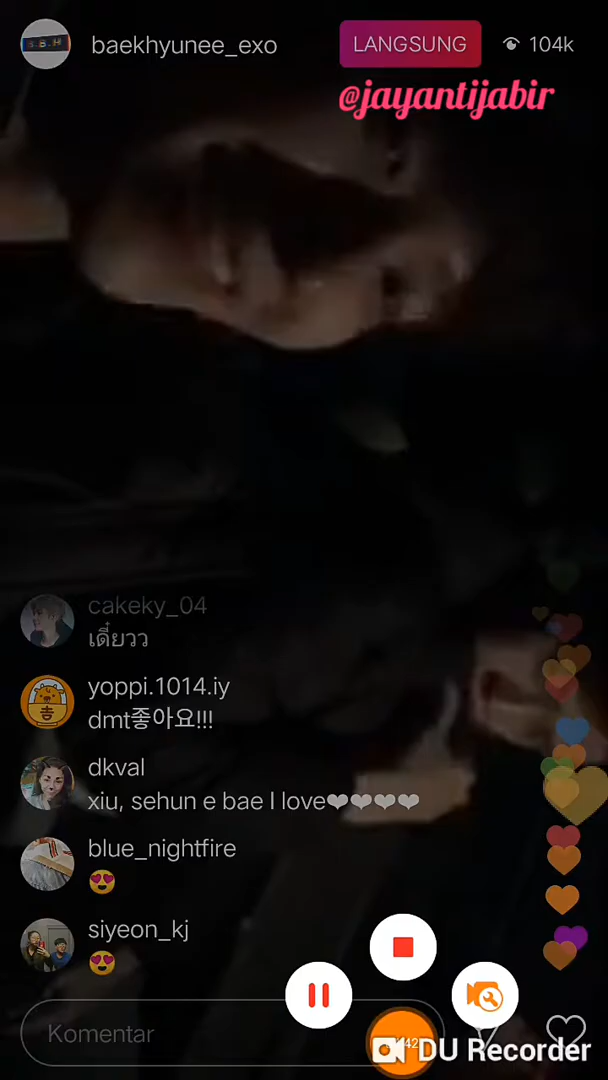 baekhyunee_exo
LANGSUNG
104k
@jayantijabir
cakeky_04
เดี๋ยวว
yoppi.1014.iy
dmt좋아요!!!
dkval
xiu, sehun e bae I love❤❤❤❤
blue_nightfire
😍
siyeon_kj
😍
Komentar
DU Recorder